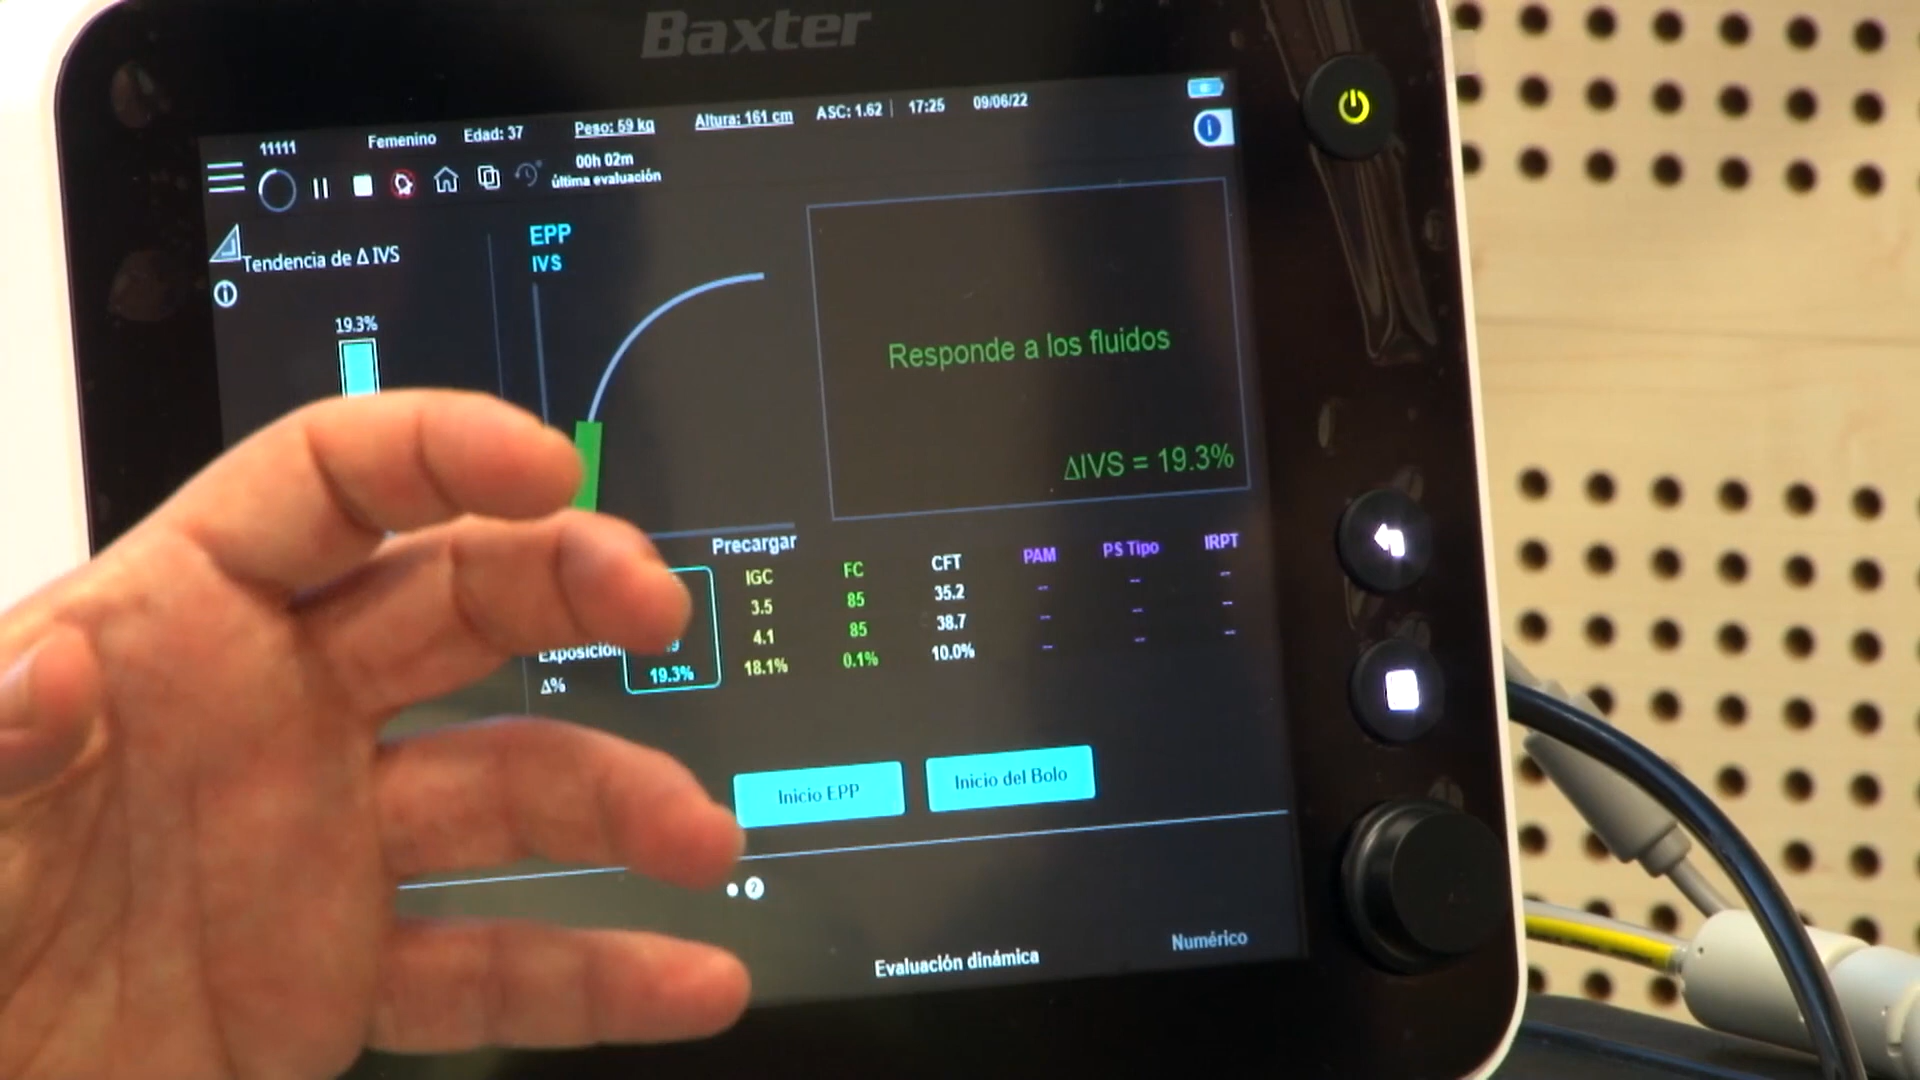 Baxter
11111 Femenino Edad: 37 Peso: 59 kg Altura: 161 cm ASC: 1.62 | 17:25 09/06/22
00h 02m
última evaluación
Tendencia de Δ IVS
19.3%
EPP
IVS
Responde a los fluidos
ΔIVS = 19.3%
Precargar
IGC FC CFT PAM PS Tipo IRPT
3.5 85 35.2 -- -- --
4.1 85 38.7 -- -- --
Exposición
Δ% 19.3% 18.1% 0.1% 10.0% -- -- --
Inicio EPP
Inicio del Bolo
2
Evaluación dinámica
Numérico